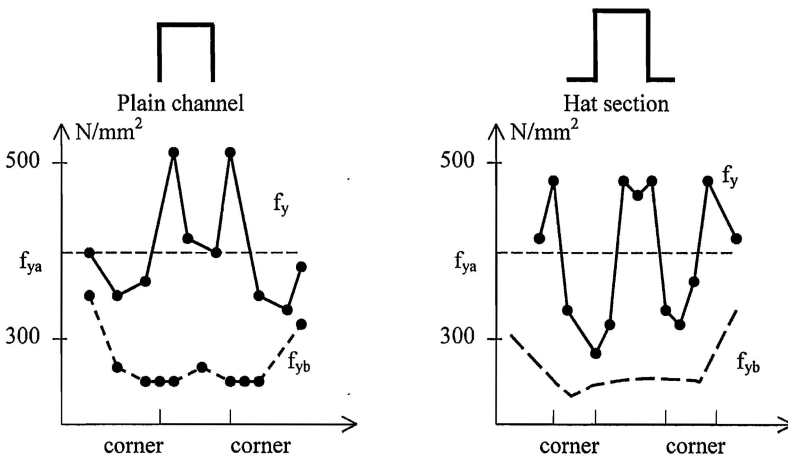 Plain channel
N/mm²
500
f_y
f_ya
300
f_yb
corner corner
Hat section
N/mm²
500
f_y
f_ya
300
f_yb
corner corner